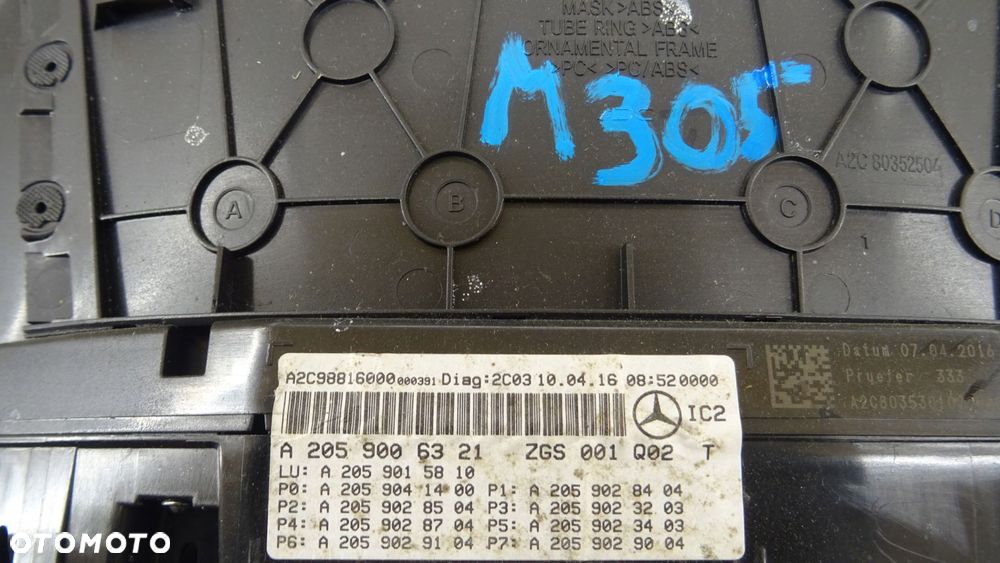 MASK >ABS<
TUBE RING >ABS<
ORNAMENTAL FRAME
>PC< >PC/ABS<
M305
A2C 80352504
A
B
C
D
1
Datum 07.04.2016
Pruefer 333
A2C8035301
A2C98816000000391 Diag:2C03 10.04.16 08:520000
IC2
A 205 900 63 21 ZGS 001 Q02 T
LU: A 205 901 58 10
P0: A 205 904 14 00 P1: A 205 902 84 04
P2: A 205 902 85 04 P3: A 205 902 32 03
P4: A 205 902 87 04 P5: A 205 902 34 03
P6: A 205 902 91 04 P7: A 205 902 90 04
OTOMOTO